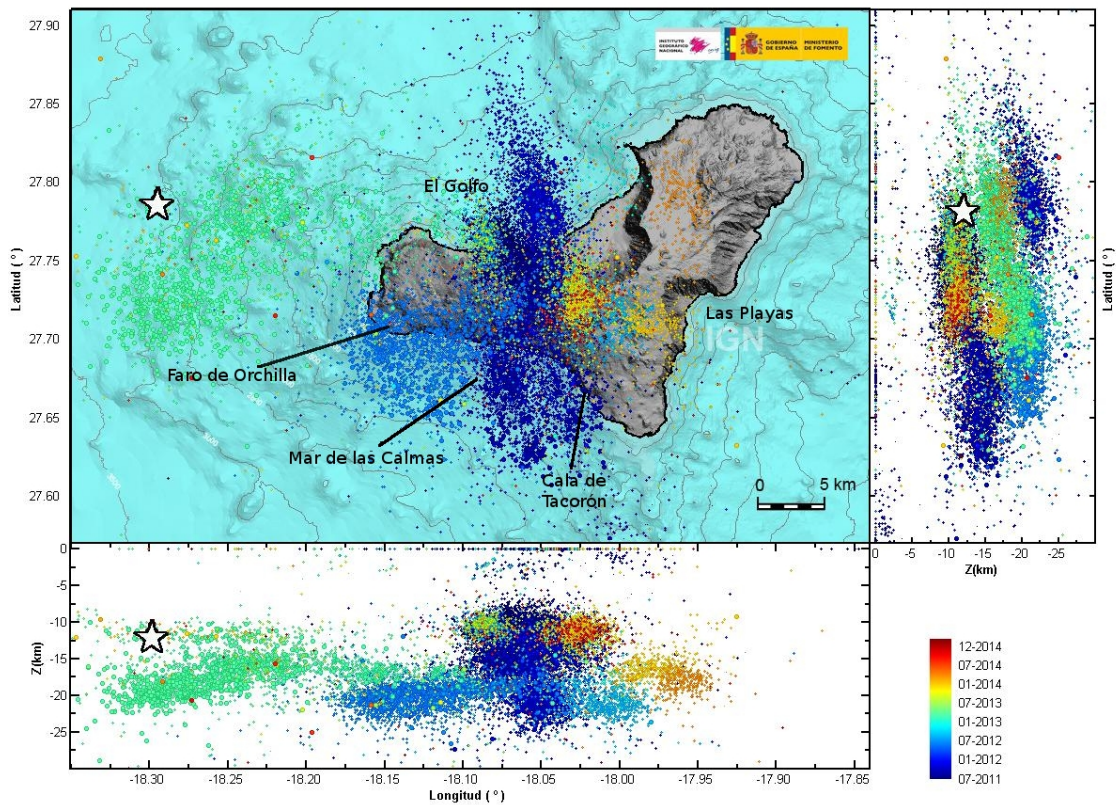 27.90
27.85
27.80
27.75
27.70
27.65
27.60
Latitud ( ° )
INSTITUTO
GEOGRÁFICO
NACIONAL
GOBIERNO
DE ESPAÑA
MINISTERIO
DE FOMENTO
El Golfo
Las Playas
IGN
Faro de Orchilla
Mar de las Calmas
Cala de
Tacorón
0 5 km
3000
Latitud ( ° )
0 -5 -10 -15 -20 -25
Z(km)
0
-5
-10
-15
-20
-25
Z(km)
-18.30 -18.25 -18.20 -18.15 -18.10 -18.05 -18.00 -17.95 -17.90 -17.85
Longitud ( ° )
12-2014
07-2014
01-2014
07-2013
01-2013
07-2012
01-2012
07-2011